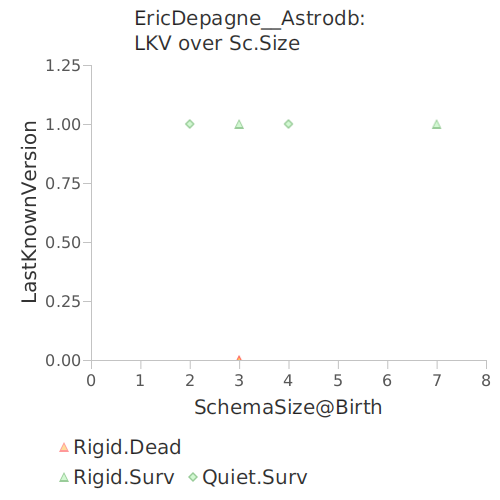 EricDepagne__Astrodb:
LKV over Sc.Size
1.25
1.00
0.75
0.50
0.25
0.00
LastKnownVersion
0 1 2 3 4 5 6 7 8
SchemaSize@Birth
Rigid.Dead
Rigid.Surv Quiet.Surv